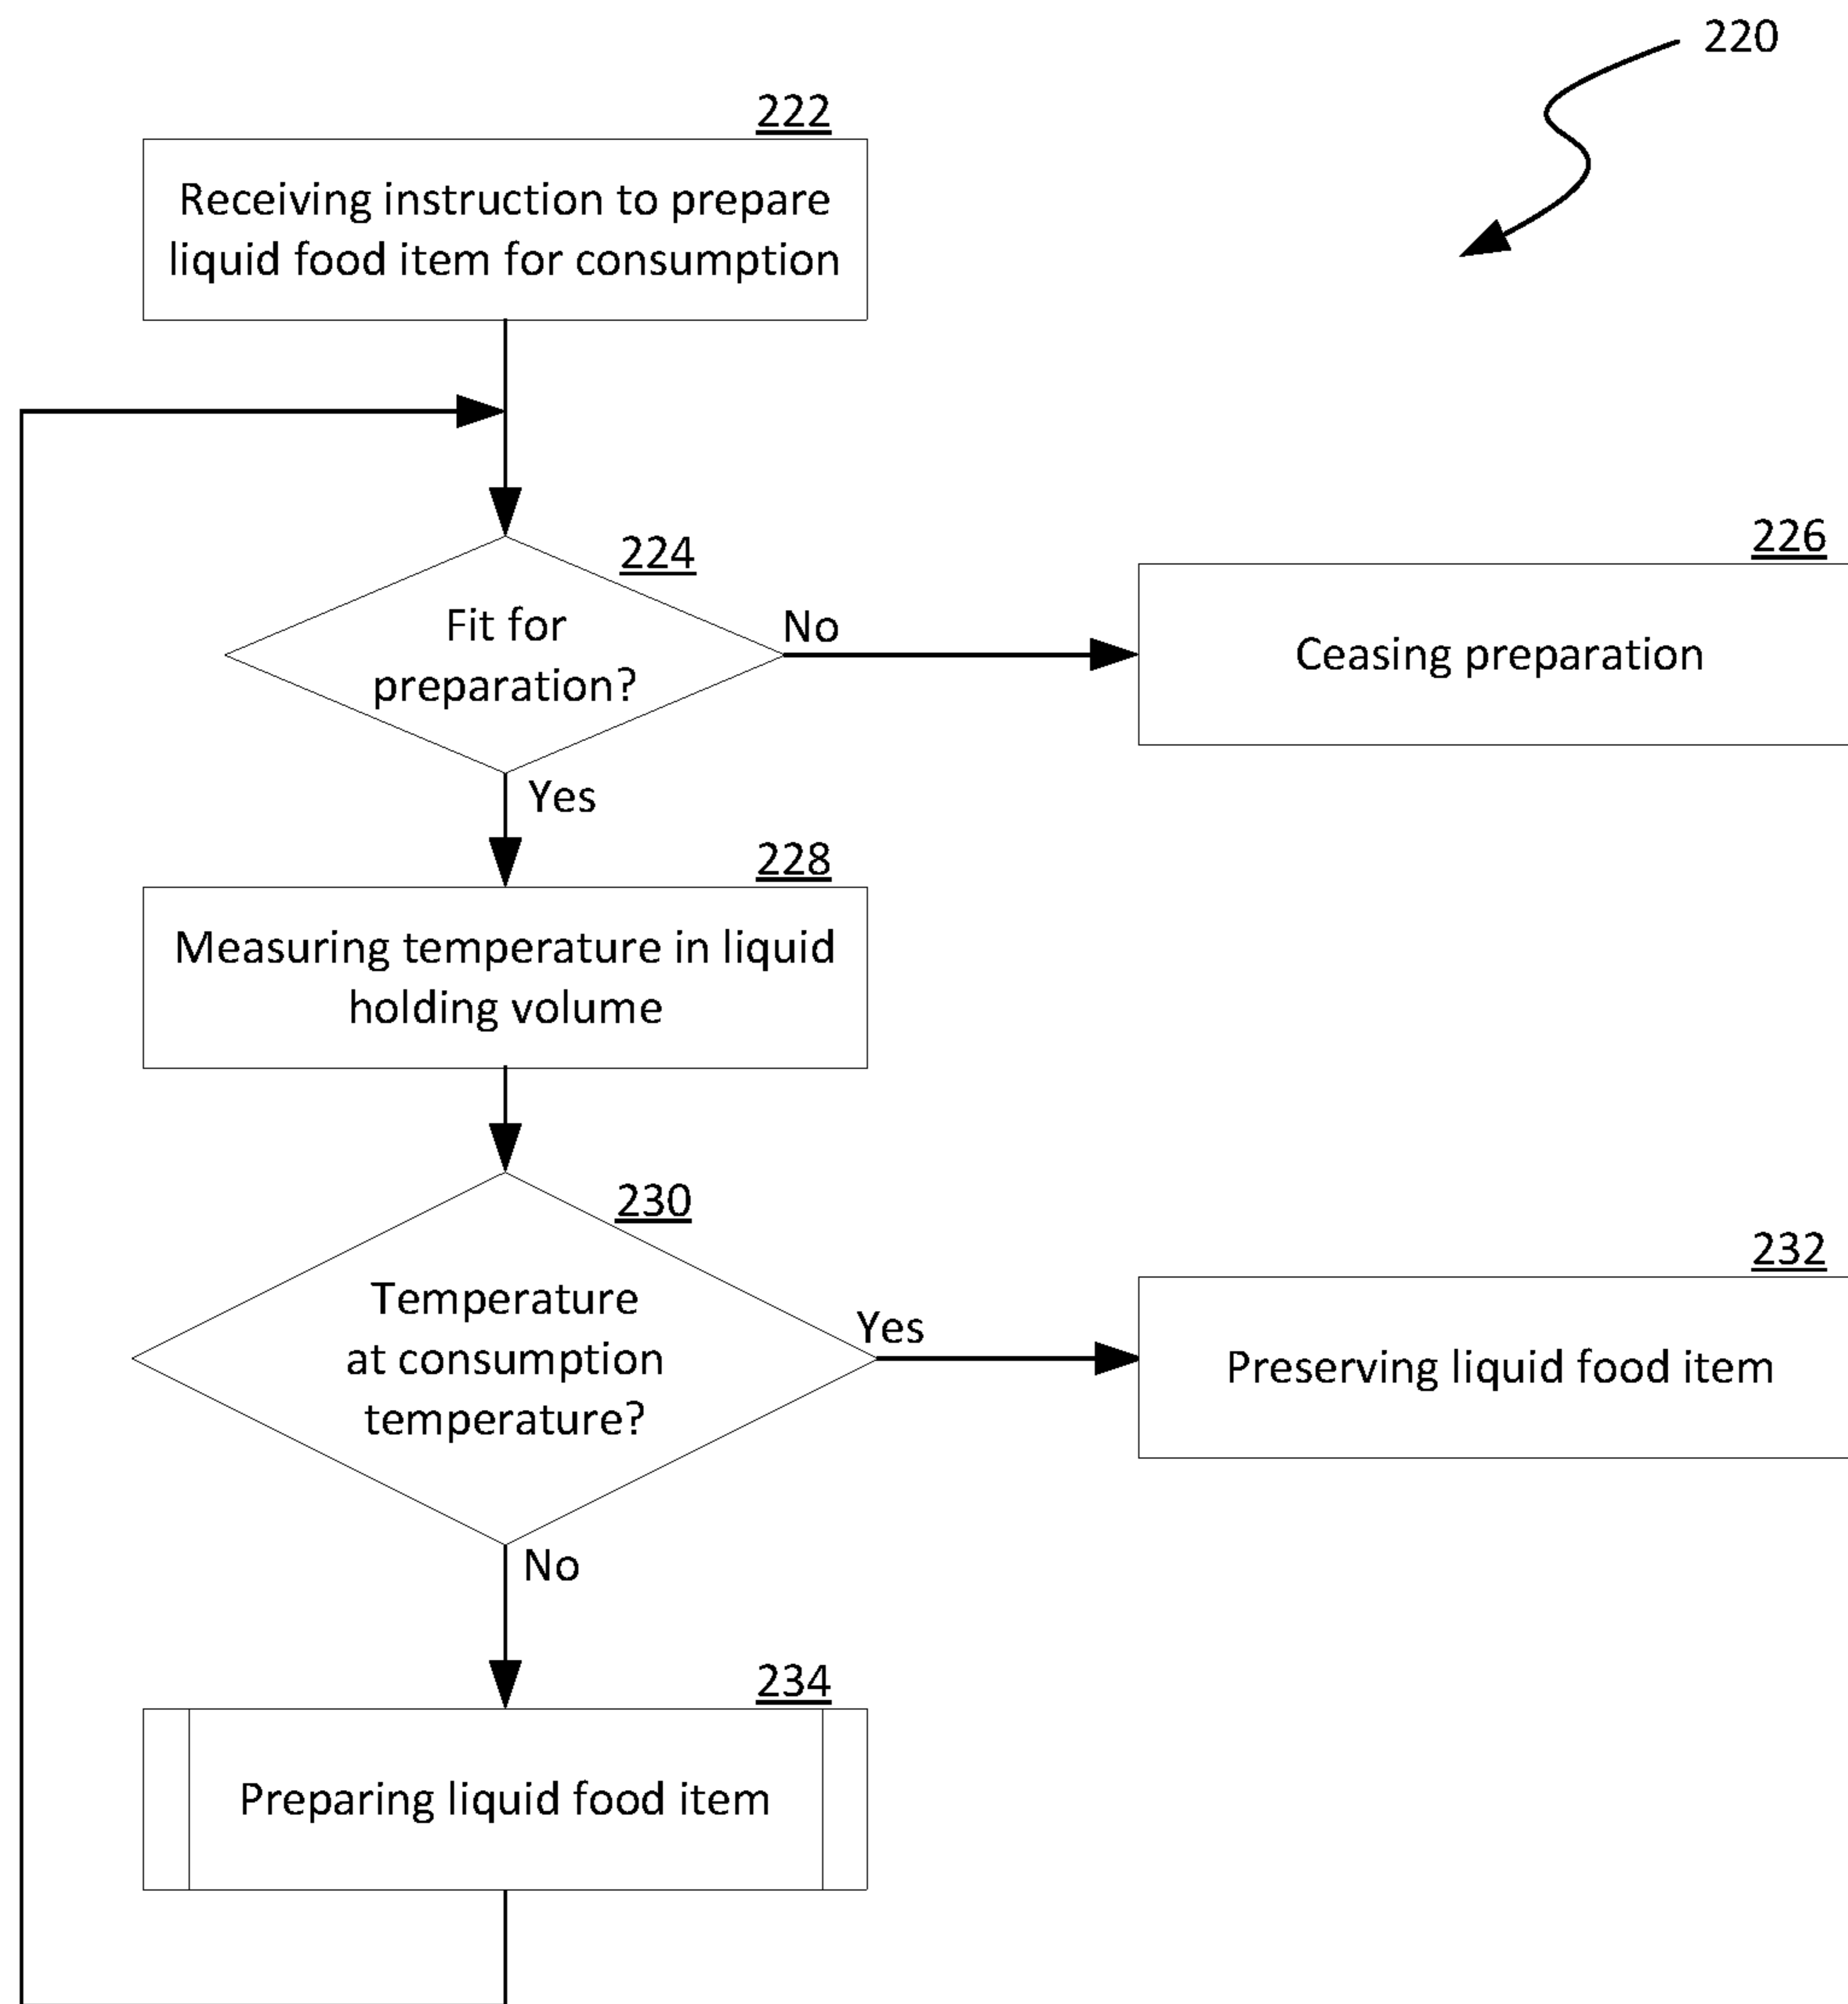 220
222
Receiving instruction to prepare
liquid food item for consumption
224
Fit for
preparation?
No
226
Ceasing preparation
Yes
228
Measuring temperature in liquid
holding volume
230
Temperature
at consumption
temperature?
Yes
232
Preserving liquid food item
No
234
Preparing liquid food item